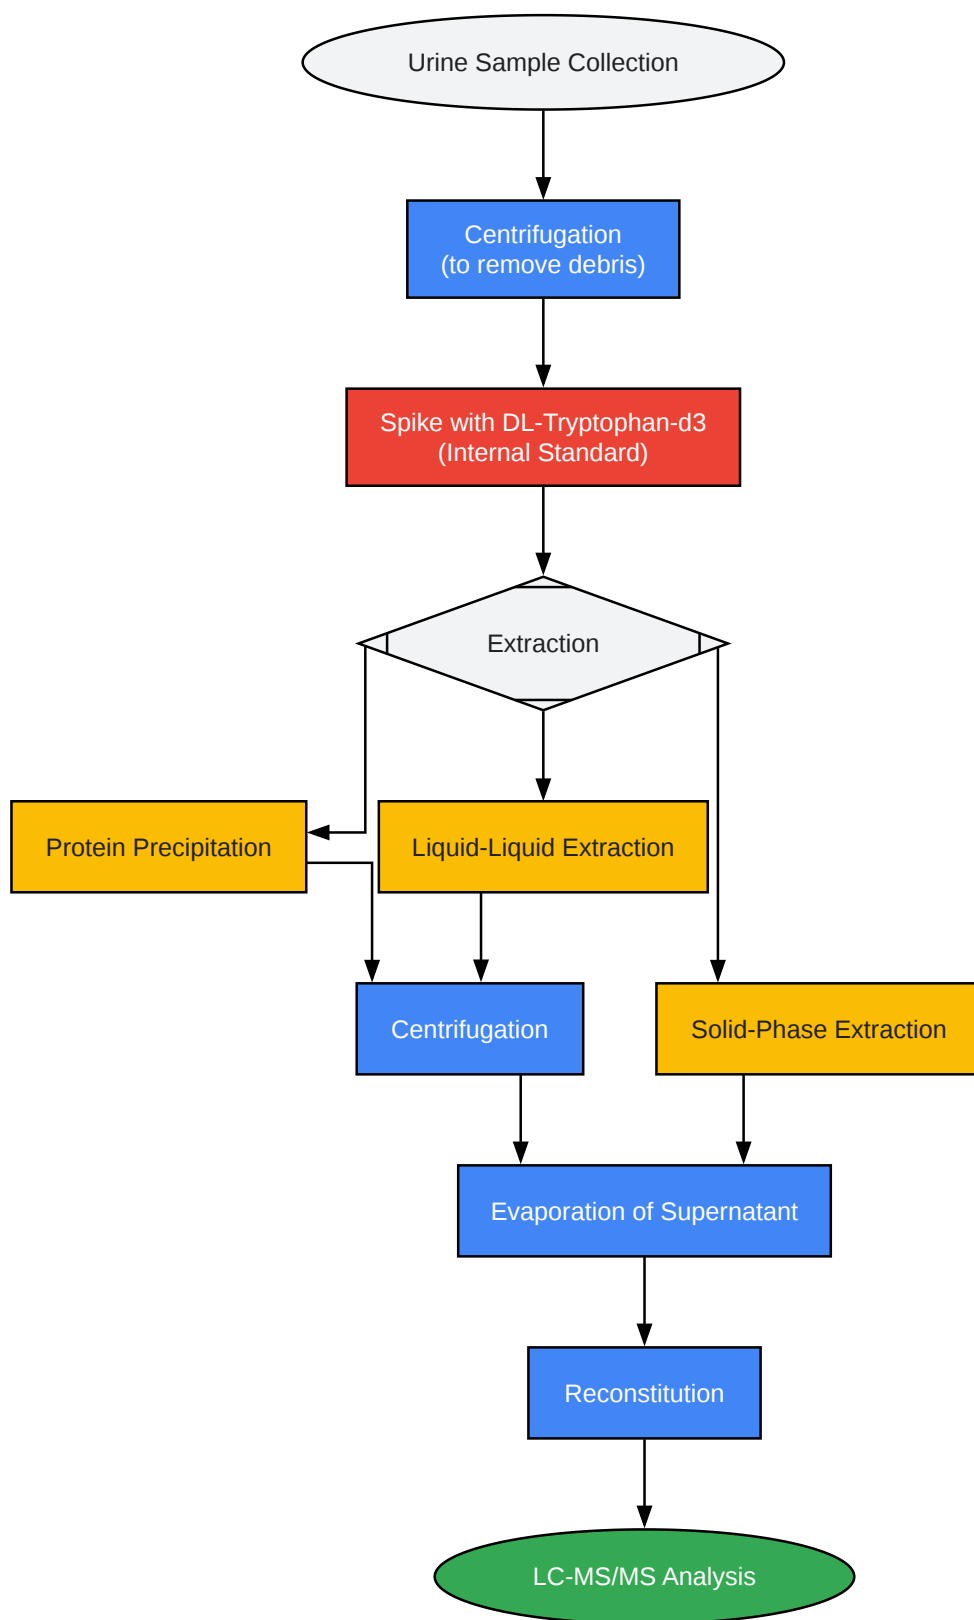 Urine Sample Collection
Centrifugation
(to remove debris)
Spike with DL-Tryptophan-d3
(Internal Standard)
Extraction
Protein Precipitation
Liquid-Liquid Extraction
Centrifugation
Solid-Phase Extraction
Evaporation of Supernatant
Reconstitution
LC-MS/MS Analysis